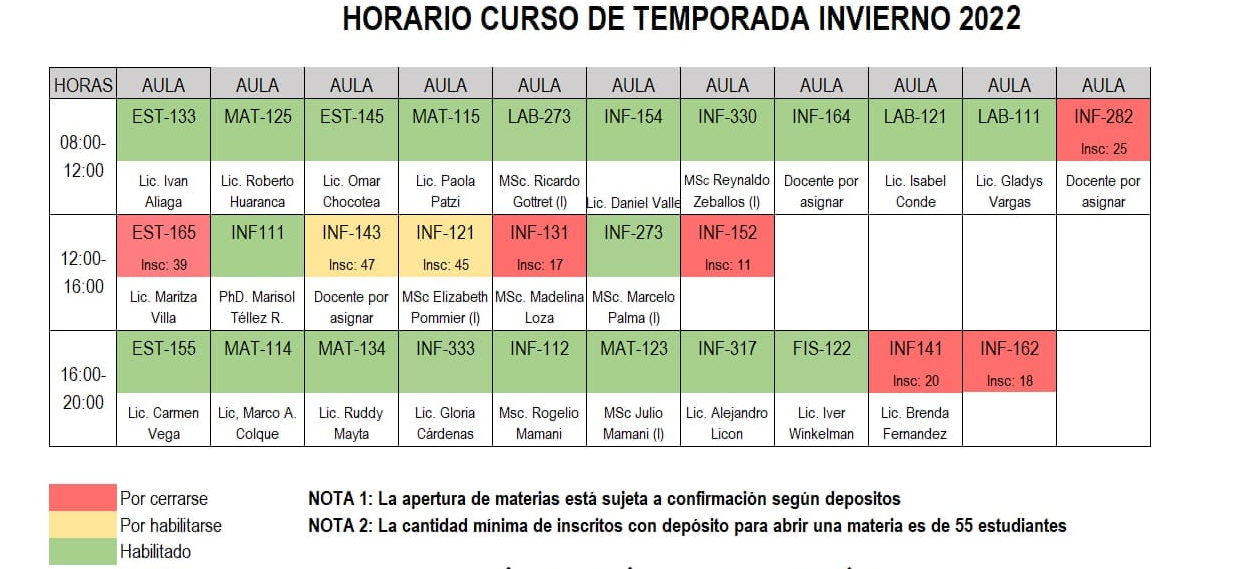 HORARIO CURSO DE TEMPORADA INVIERNO 2022
HORAS AULA AULA AULA AULA AULA AULA AULA AULA AULA AULA AULA
08:00-
12:00
EST-133 MAT-125 EST-145 MAT-115 LAB-273 INF-154 INF-330 INF-164 LAB-121 LAB-111 INF-282
Insc: 25
Lic. Ivan Lic. Roberto Lic. Omar Lic. Paola MSc. Ricardo MSc Reynaldo Docente por Lic. Isabel Lic. Gladys Docente por
Aliaga Huaranca Chocotea Patzi Gottret (I) Lic. Daniel Valle Zeballos (I) asignar Conde Vargas asignar
12:00-
16:00
EST-165 INF111 INF-143 INF-121 INF-131 INF-273 INF-152
Insc: 39 Insc: 47 Insc: 45 Insc: 17 Insc: 11
Lic. Maritza PhD. Marisol Docente por MSc Elizabeth MSc. Madelina MSc. Marcelo
Villa Téllez R. asignar Pommier (I) Loza Palma (I)
16:00-
20:00
EST-155 MAT-114 MAT-134 INF-333 INF-112 MAT-123 INF-317 FIS-122 INF141 INF-162
Insc: 20 Insc: 18
Lic. Carmen Lic, Marco A. Lic. Ruddy Lic. Gloria Msc. Rogelio MSc Julio Lic. Alejandro Lic. Iver Lic. Brenda
Vega Colque Mayta Cárdenas Mamani Mamani (I) Licon Winkelman Fernandez
Por cerrarse
Por habilitarse
Habilitado
NOTA 1: La apertura de materias está sujeta a confirmación según depositos
NOTA 2: La cantidad mínima de inscritos con depósito para abrir una materia es de 55 estudiantes